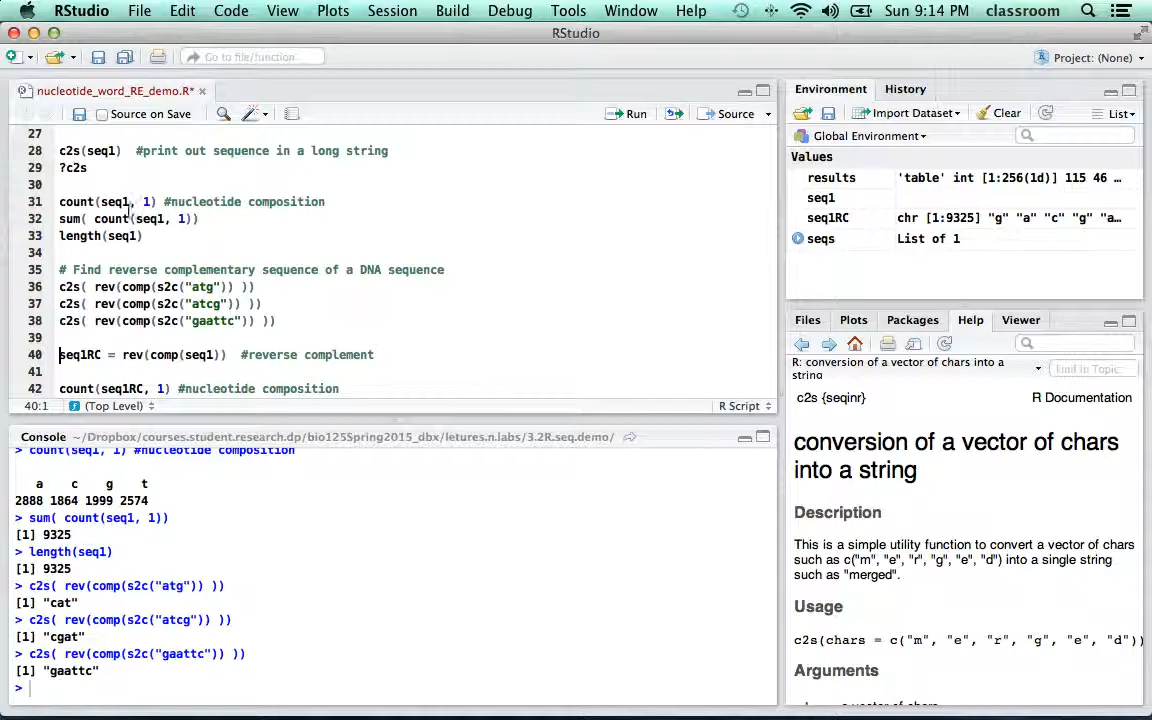 RStudio File Edit Code View Plots Session Build Debug Tools Window Help Sun 9:14 PM classroom
RStudio
Go to file/function
Project: (None)
nucleotide_word_RE_demo.R*
Source on Save
Run
Source
27
28 c2s(seq1) #print out sequence in a long string
29 ?c2s
30
31 count(seq1, 1) #nucleotide composition
32 sum( count(seq1, 1))
33 length(seq1)
34
35 # Find reverse complementary sequence of a DNA sequence
36 c2s( rev(comp(s2c("atg")) ))
37 c2s( rev(comp(s2c("atcg")) ))
38 c2s( rev(comp(s2c("gaattc")) ))
39
40 seq1RC = rev(comp(seq1)) #reverse complement
41
42 count(seq1RC, 1) #nucleotide composition
40:1 (Top Level) R Script
Console ~/Dropbox/courses.student.research.dp/bio125Spring2015_dbx/letures.n.labs/3.2R.seq.demo/
> count(seq1, 1) #nucleotide composition
a c g t
2888 1864 1999 2574
> sum( count(seq1, 1))
[1] 9325
> length(seq1)
[1] 9325
> c2s( rev(comp(s2c("atg")) ))
[1] "cat"
> c2s( rev(comp(s2c("atcg")) ))
[1] "cgat"
> c2s( rev(comp(s2c("gaattc")) ))
[1] "gaattc"
>
Environment History
Import Dataset Clear List
Global Environment
Values
results 'table' int [1:256(1d)] 115 46 …
seq1
seq1RC chr [1:9325] "g" "a" "c" "g" "a…
seqs List of 1
Files Plots Packages Help Viewer
R: conversion of a vector of chars into a
string
Find in Topic
c2s {seqinr} R Documentation
conversion of a vector of chars
into a string
Description
This is a simple utility function to convert a vector of chars
such as c("m", "e", "r", "g", "e", "d") into a single string
such as "merged".
Usage
c2s(chars = c("m", "e", "r", "g", "e", "d"))
Arguments